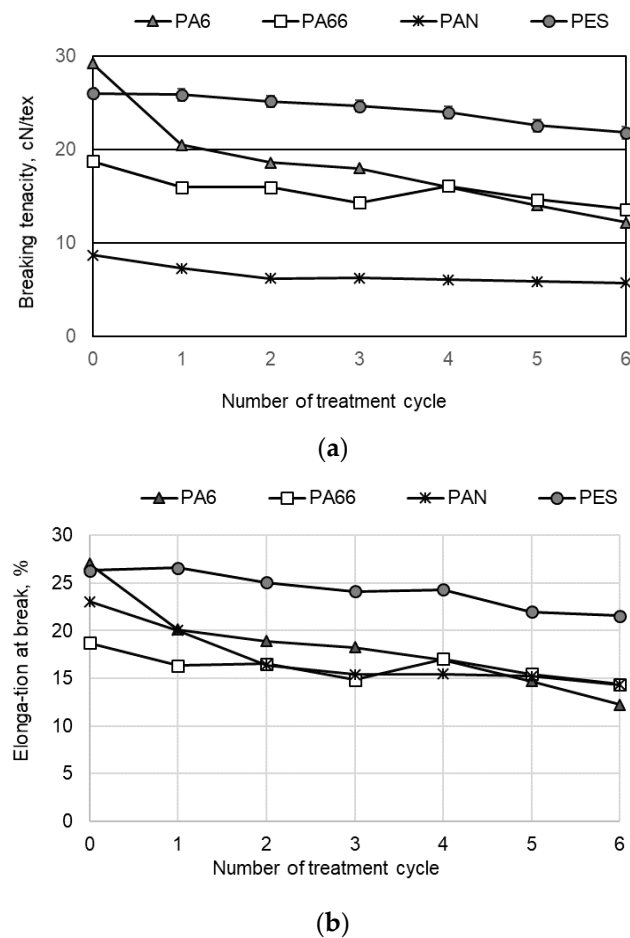 PA6 PA66 PAN PES
30
20
10
0
Breaking tenacity, cN/tex
0 1 2 3 4 5 6
Number of treatment cycle
(a)
PA6 PA66 PAN PES
30
25
20
15
10
5
0
Elonga-tion at break, %
0 1 2 3 4 5 6
Number of treatment cycle
(b)